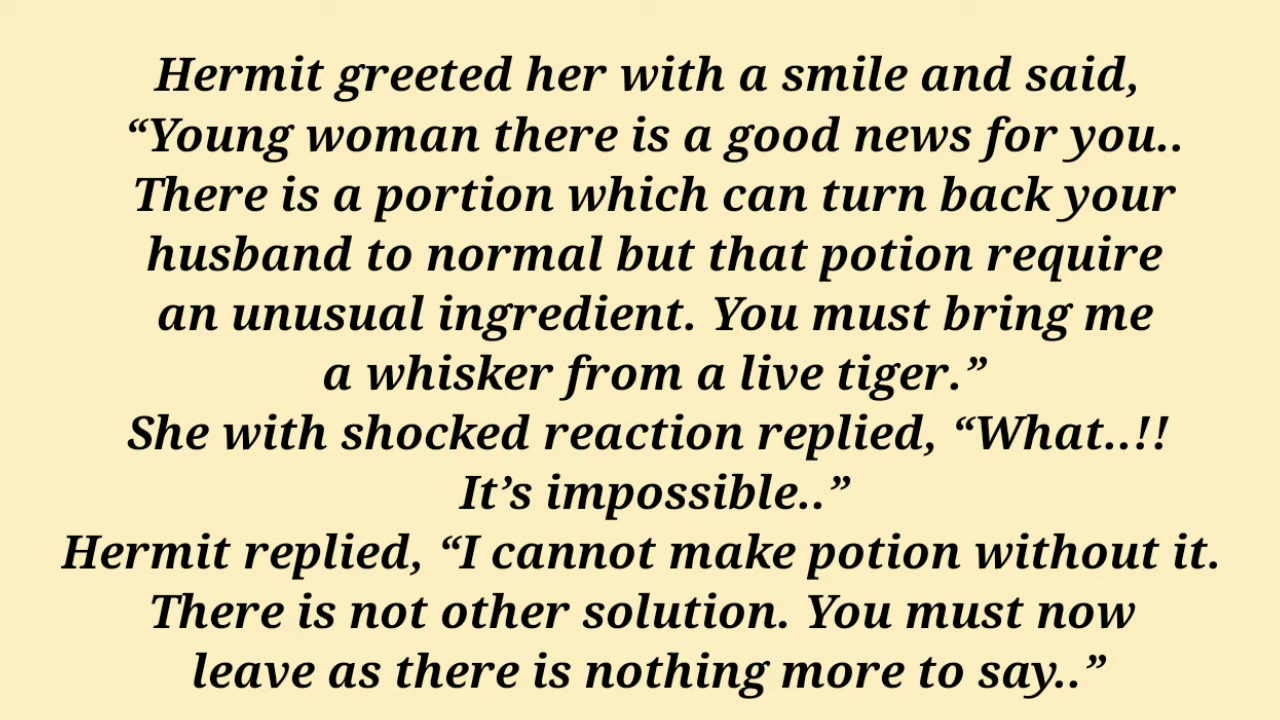 Hermit greeted her with a smile and said,
“Young woman there is a good news for you..
There is a portion which can turn back your
husband to normal but that potion require
an unusual ingredient. You must bring me
a whisker from a live tiger.”
She with shocked reaction replied, “What..!!
It’s impossible..”
Hermit replied, “I cannot make potion without it.
There is not other solution. You must now
leave as there is nothing more to say..”